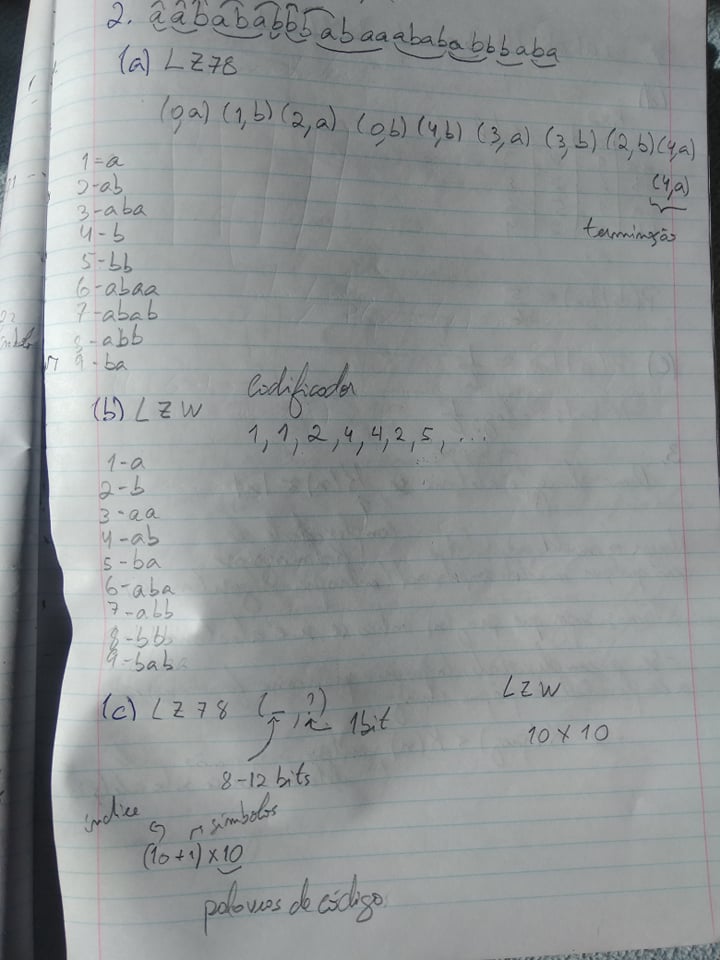 2. aabababbbabaaabababbbaba
(a) LZ78
(0,a) (1,b) (2,a) (0,b) (4,b) (3,a) (3,b) (2,b) (4,a)
(4,a)
terminação
1=a
2-ab
3-aba
4-b
5-bb
6-abaa
7-abab
8-abb
9-ba
(b) LZW codificador
1, 1, 2, 4, 4, 2, 5, ...
1-a
2-b
3-aa
4-ab
5-ba
6-aba
7-abb
8-bb
9-bab
(c) LZ78 (_, ?) 1bit
LZW
10 x 10
8-12 bits
índice símbolos
(10+1) x 10
palavras de código